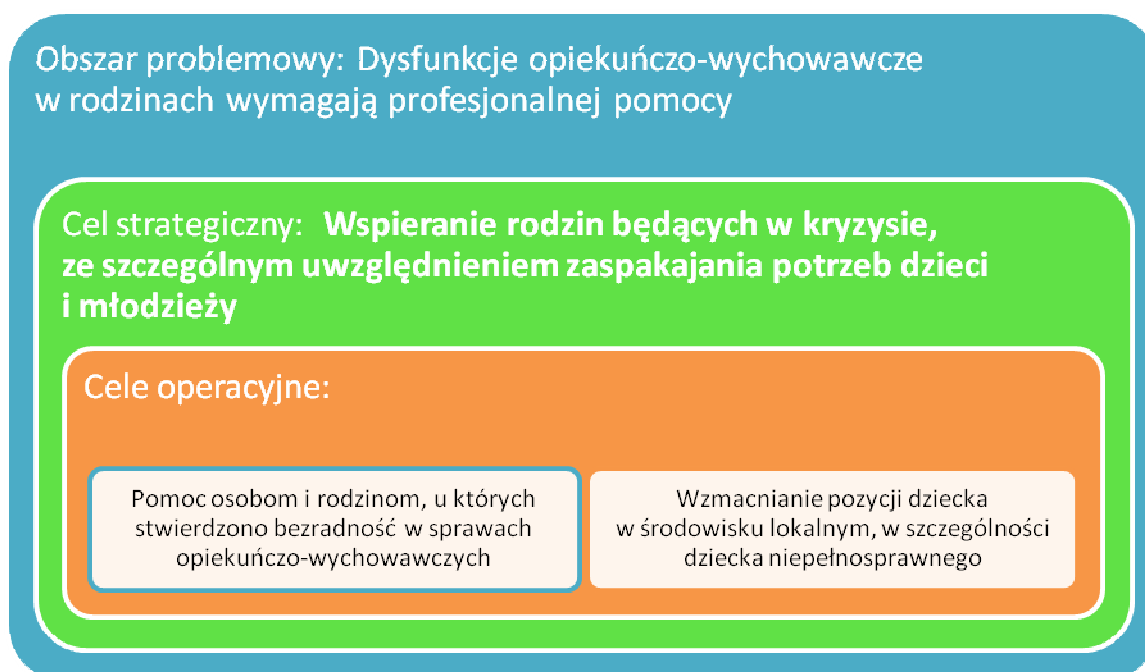 Obszar problemowy: Dysfunkcje opiekuńczo-wychowawcze
w rodzinach wymagają profesjonalnej pomocy
Cel strategiczny: Wspieranie rodzin będących w kryzysie,
ze szczególnym uwzględnieniem zaspakajania potrzeb dzieci
i młodzieży
Cele operacyjne:
Pomoc osobom i rodzinom, u których
stwierdzono bezradność w sprawach
opiekuńczo-wychowawczych
Wzmacnianie pozycji dziecka
w środowisku lokalnym, w szczególności
dziecka niepełnosprawnego